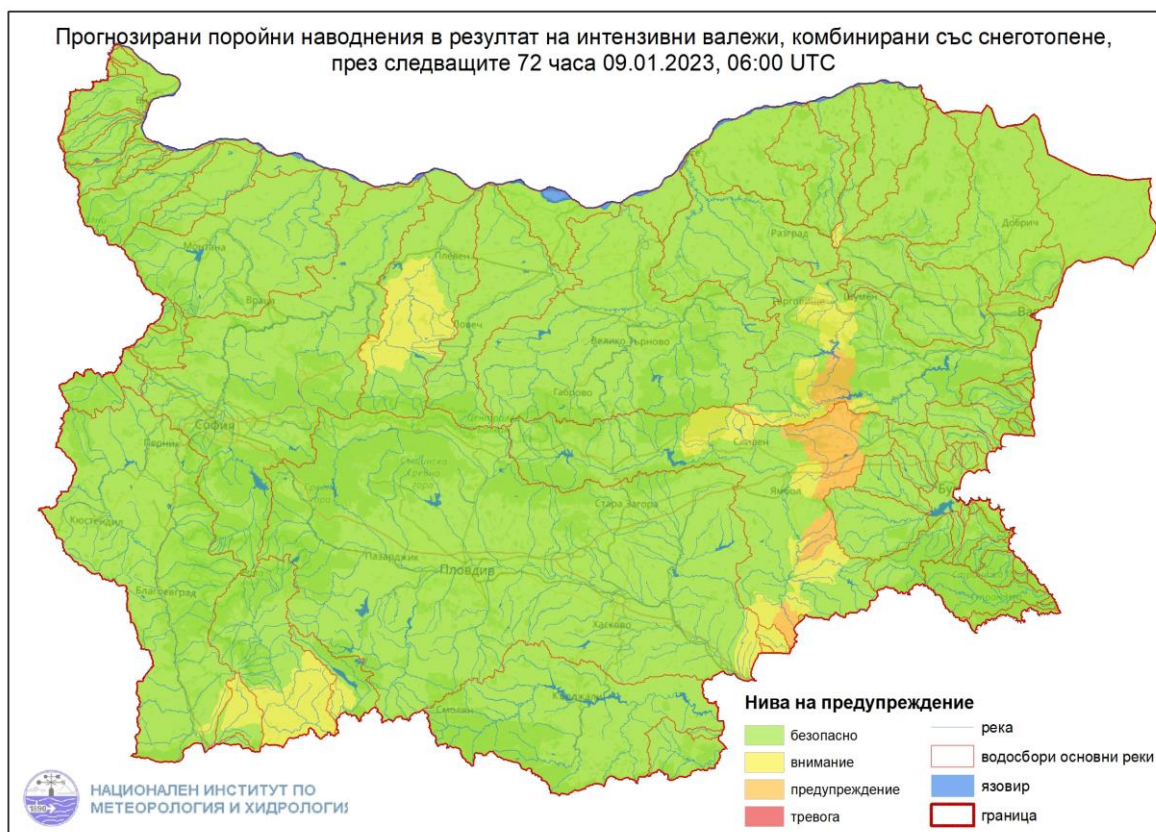 Прогнозирани поройни наводнения в резултат на интензивни валежи, комбинирани със снеготопене,
през следващите 72 часа 09.01.2023, 06:00 UTC
Монтана
Враца
Плевен
Ловеч
Разград
Добрич
Търговище
Шумен
Велико Търново
Габрово
София
Перник
Сливен
Ямбол
Стара Загора
Кюстендил
Пазарджик
Пловдив
Благоевград
Хасково
Смолян
Кърджали
Нива на предупреждение
безопасно
внимание
предупреждение
тревога
река
водосбори основни реки
язовир
граница
1890
НАЦИОНАЛЕН ИНСТИТУТ ПО
МЕТЕОРОЛОГИЯ И ХИДРОЛОГИЯ